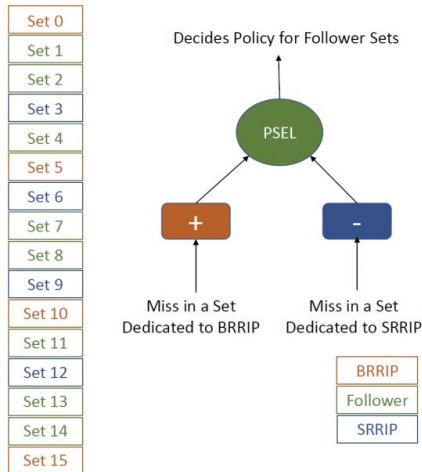 Set 0
Set 1
Set 2
Set 3
Set 4
Set 5
Set 6
Set 7
Set 8
Set 9
Set 10
Set 11
Set 12
Set 13
Set 14
Set 15
Decides Policy for Follower Sets
PSEL
+
-
Miss in a Set
Dedicated to BRRIP
Miss in a Set
Dedicated to SRRIP
BRRIP
Follower
SRRIP